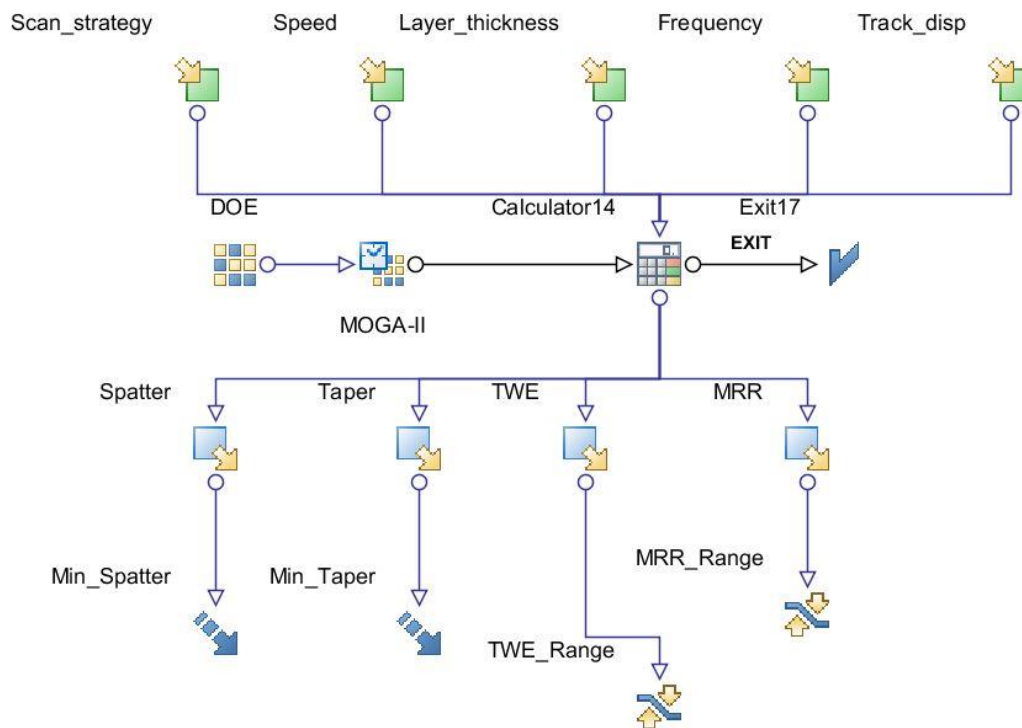 Scan_strategy Speed Layer_thickness Frequency Track_disp
DOE Calculator14 Exit17
EXIT
MOGA-II
Spatter Taper TWE MRR
MRR_Range
Min_Spatter Min_Taper
TWE_Range